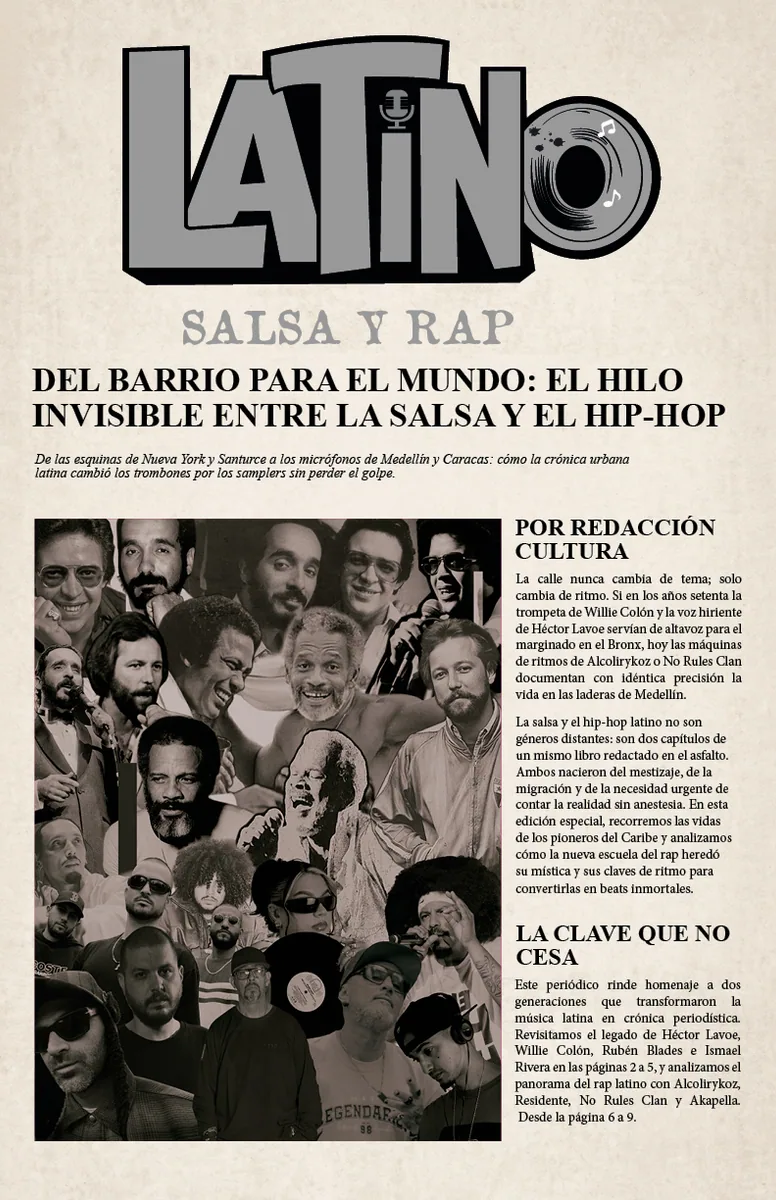 LATINO
SALSA Y RAP
DEL BARRIO PARA EL MUNDO: EL HILO
INVISIBLE ENTRE LA SALSA Y EL HIP-HOP
De las esquinas de Nueva York y Santurce a los micrófonos de Medellín y Caracas: cómo la crónica urbana
latina cambió los trombones por los samplers sin perder el golpe.
POR REDACCIÓN
CULTURA
La calle nunca cambia de tema; solo
cambia de ritmo. Si en los años setenta la
trompeta de Willie Colón y la voz hiriente
de Héctor Lavoe servían de altavoz para el
marginado en el Bronx, hoy las máquinas
de ritmos de Alcolirykoz o No Rules Clan
documentan con idéntica precisión la
vida en las laderas de Medellín.
La salsa y el hip-hop latino no son
géneros distantes: son dos capítulos de
un mismo libro redactado en el asfalto.
Ambos nacieron del mestizaje, de la
migración y de la necesidad urgente de
contar la realidad sin anestesia. En esta
edición especial, recorremos las vidas
de los pioneros del Caribe y analizamos
cómo la nueva escuela del rap heredó
su mística y sus claves de ritmo para
convertirlas en beats inmortales.
LA CLAVE QUE NO
CESA
Este periódico rinde homenaje a dos
generaciones que transformaron la
música latina en crónica periodística.
Revisitamos el legado de Héctor Lavoe,
Willie Colón, Rubén Blades e Ismael
Rivera en las páginas 2 a 5, y analizamos el
panorama del rap latino con Alcolirykoz,
Residente, No Rules Clan y Akapella.
Desde la página 6 a 9.
EGENDAR
88